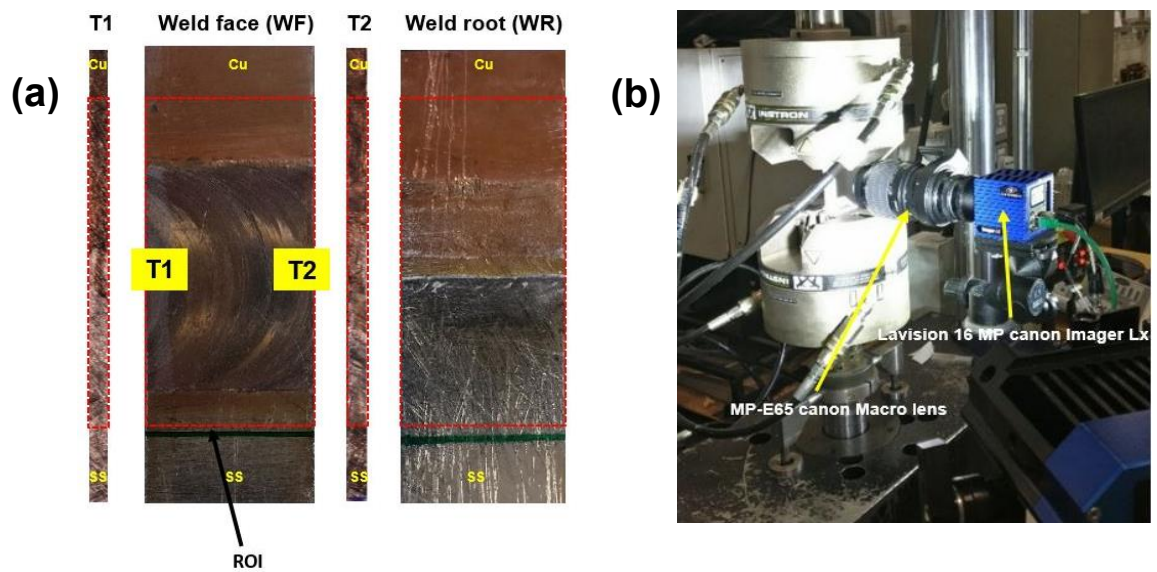 T1 Weld face (WF) T2 Weld root (WR)
(a)
Cu Cu Cu Cu
T1 T2
SS SS SS SS
ROI
(b)
INSTRON
Lavision 16 MP canon Imager Lx
MP-E65 canon Macro lens